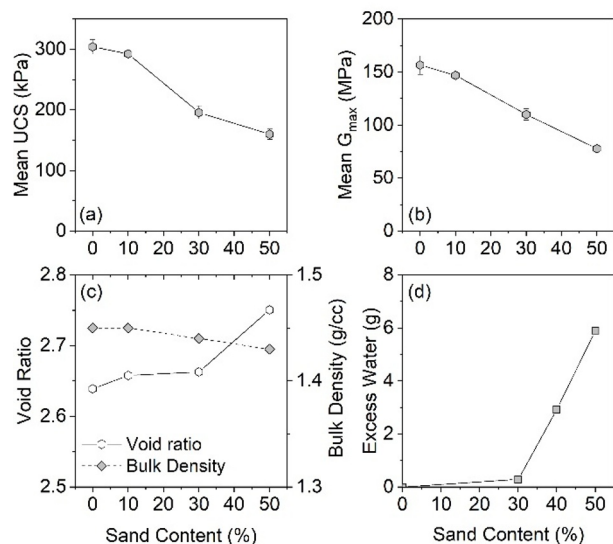 300
200
100
0
Mean UCS (kPa)
(a)
0 10 20 30 40 50
200
150
100
50
0
Mean Gmax (MPa)
(b)
0 10 20 30 40 50
2.8
2.7
2.6
2.5
Void Ratio
(c)
Void ratio
Bulk Density
1.5
1.4
1.3
Bulk Density (g/cc)
0 10 20 30 40 50
Sand Content (%)
8
6
4
2
0
Excess Water (g)
(d)
0 10 20 30 40 50
Sand Content (%)